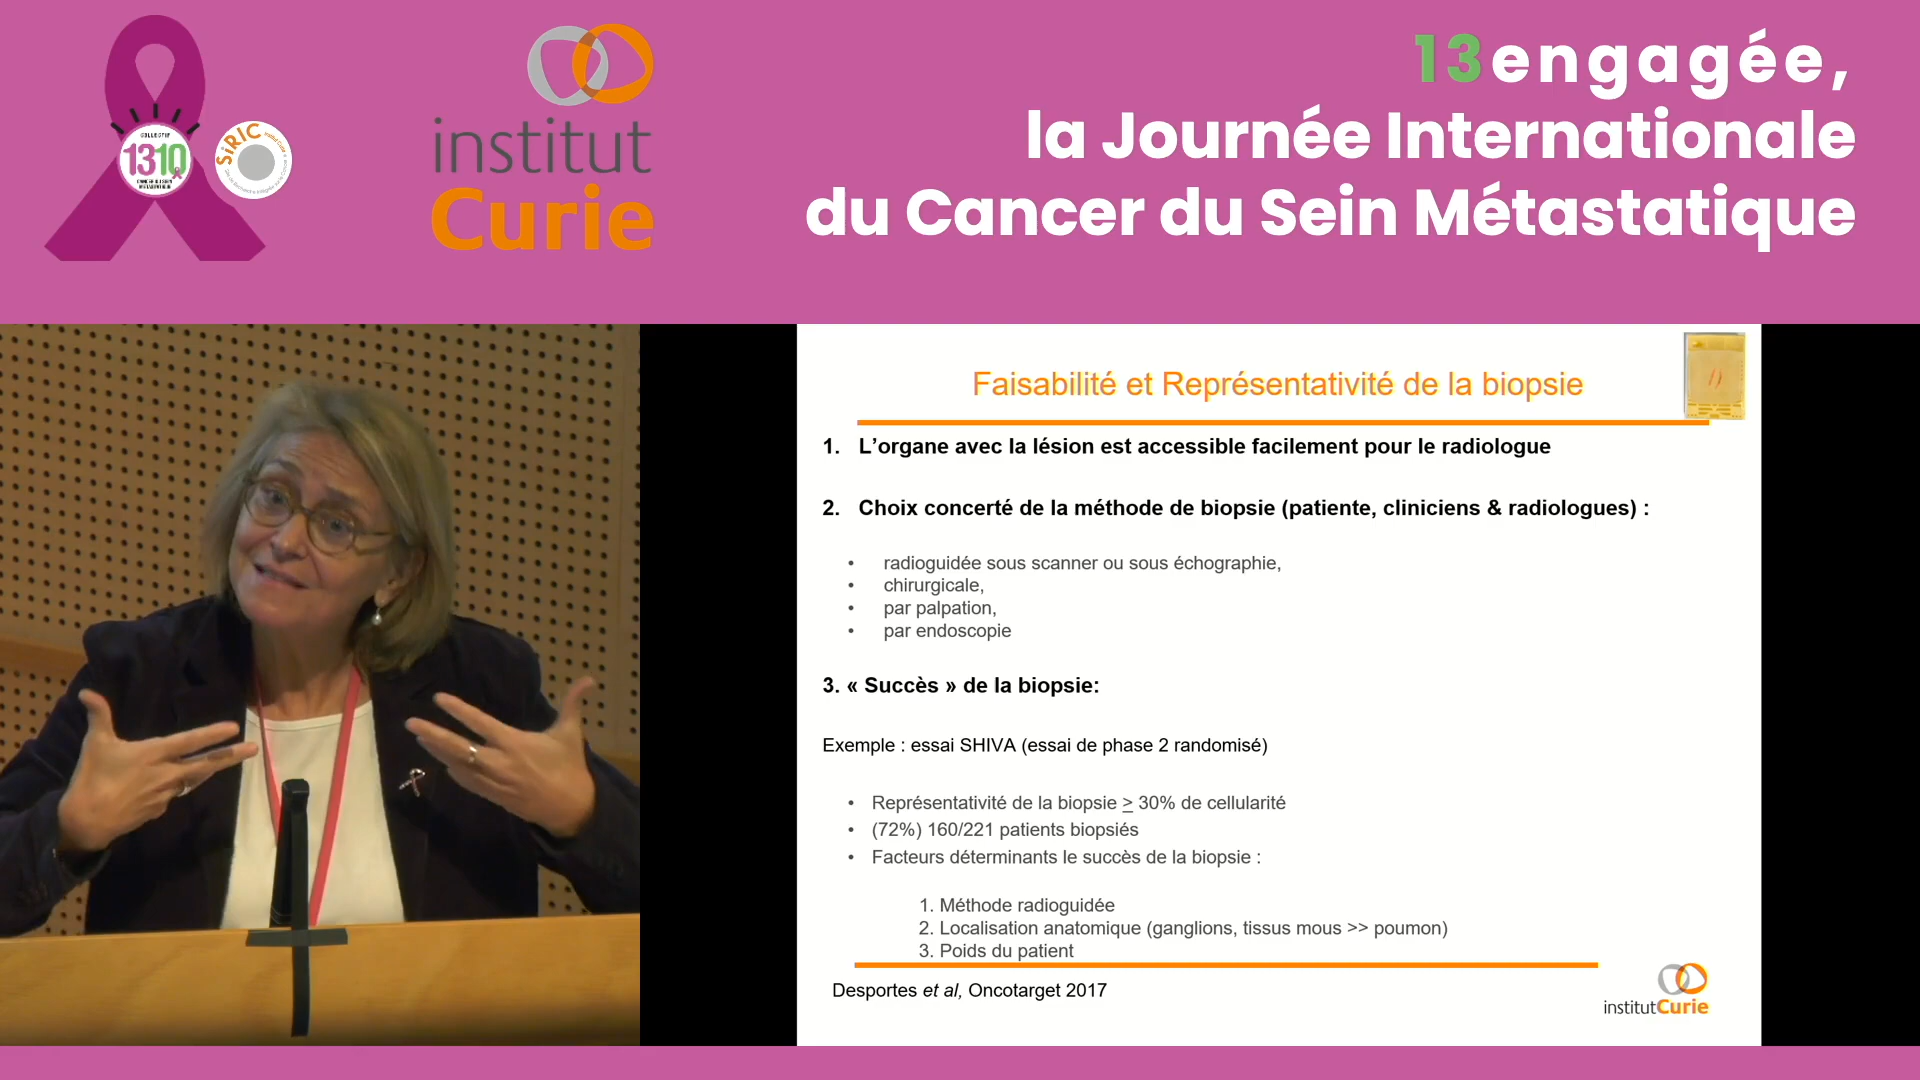 COLLECTIF
1310
CANCER DU SEIN
MÉTASTATIQUE
SiRIC
institut
Curie
13engagée,
la Journée Internationale
du Cancer du Sein Métastatique
Faisabilité et Représentativité de la biopsie
1. L’organe avec la lésion est accessible facilement pour le radiologue
2. Choix concerté de la méthode de biopsie (patiente, cliniciens & radiologues) :
• radioguidée sous scanner ou sous échographie,
• chirurgicale,
• par palpation,
• par endoscopie
3. « Succès » de la biopsie:
Exemple : essai SHIVA (essai de phase 2 randomisé)
• Représentativité de la biopsie ≥ 30% de cellularité
• (72%) 160/221 patients biopsiés
• Facteurs déterminants le succès de la biopsie :
1. Méthode radioguidée
2. Localisation anatomique (ganglions, tissus mous >> poumon)
3. Poids du patient
Desportes et al, Oncotarget 2017
institutCurie